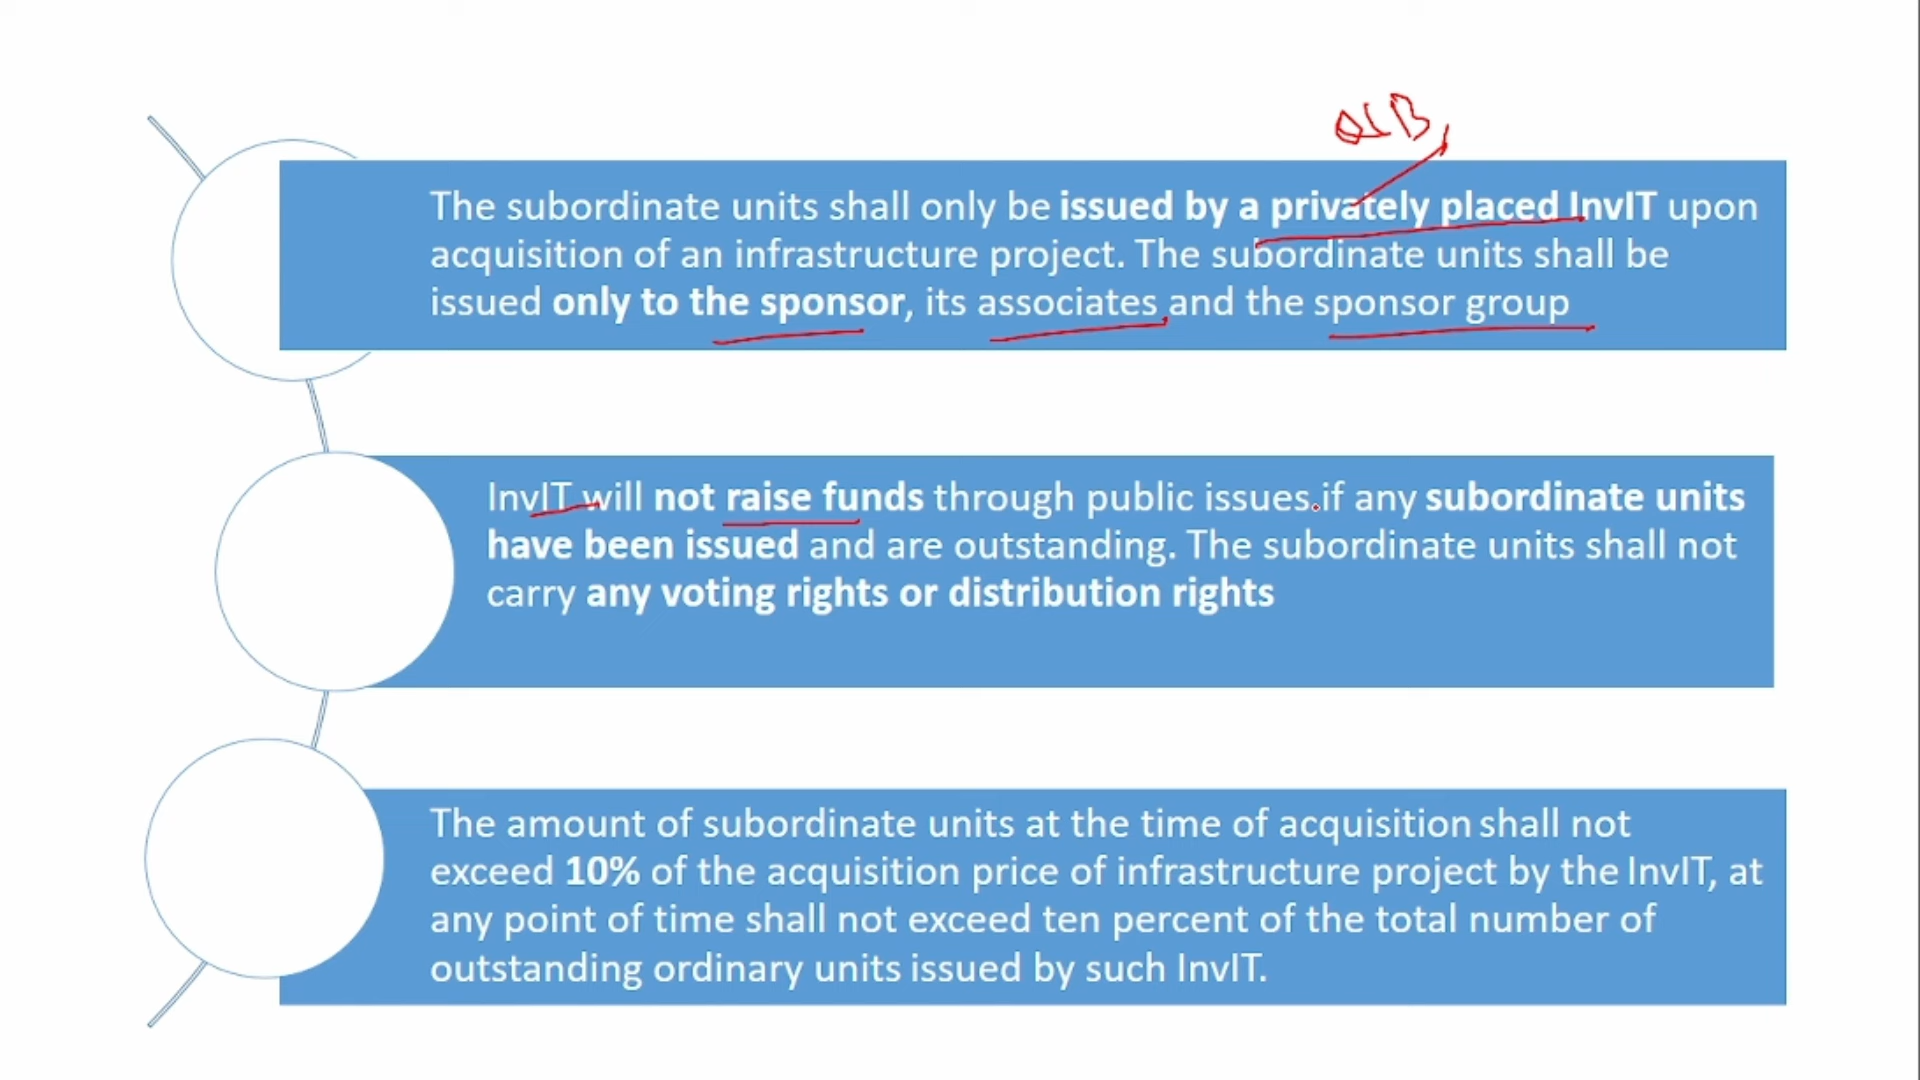 QIB,
The subordinate units shall only be issued by a privately placed InvIT upon
acquisition of an infrastructure project. The subordinate units shall be
issued only to the sponsor, its associates and the sponsor group
InvIT will not raise funds through public issues if any subordinate units
have been issued and are outstanding. The subordinate units shall not
carry any voting rights or distribution rights
The amount of subordinate units at the time of acquisition shall not
exceed 10% of the acquisition price of infrastructure project by the InvIT, at
any point of time shall not exceed ten percent of the total number of
outstanding ordinary units issued by such InvIT.